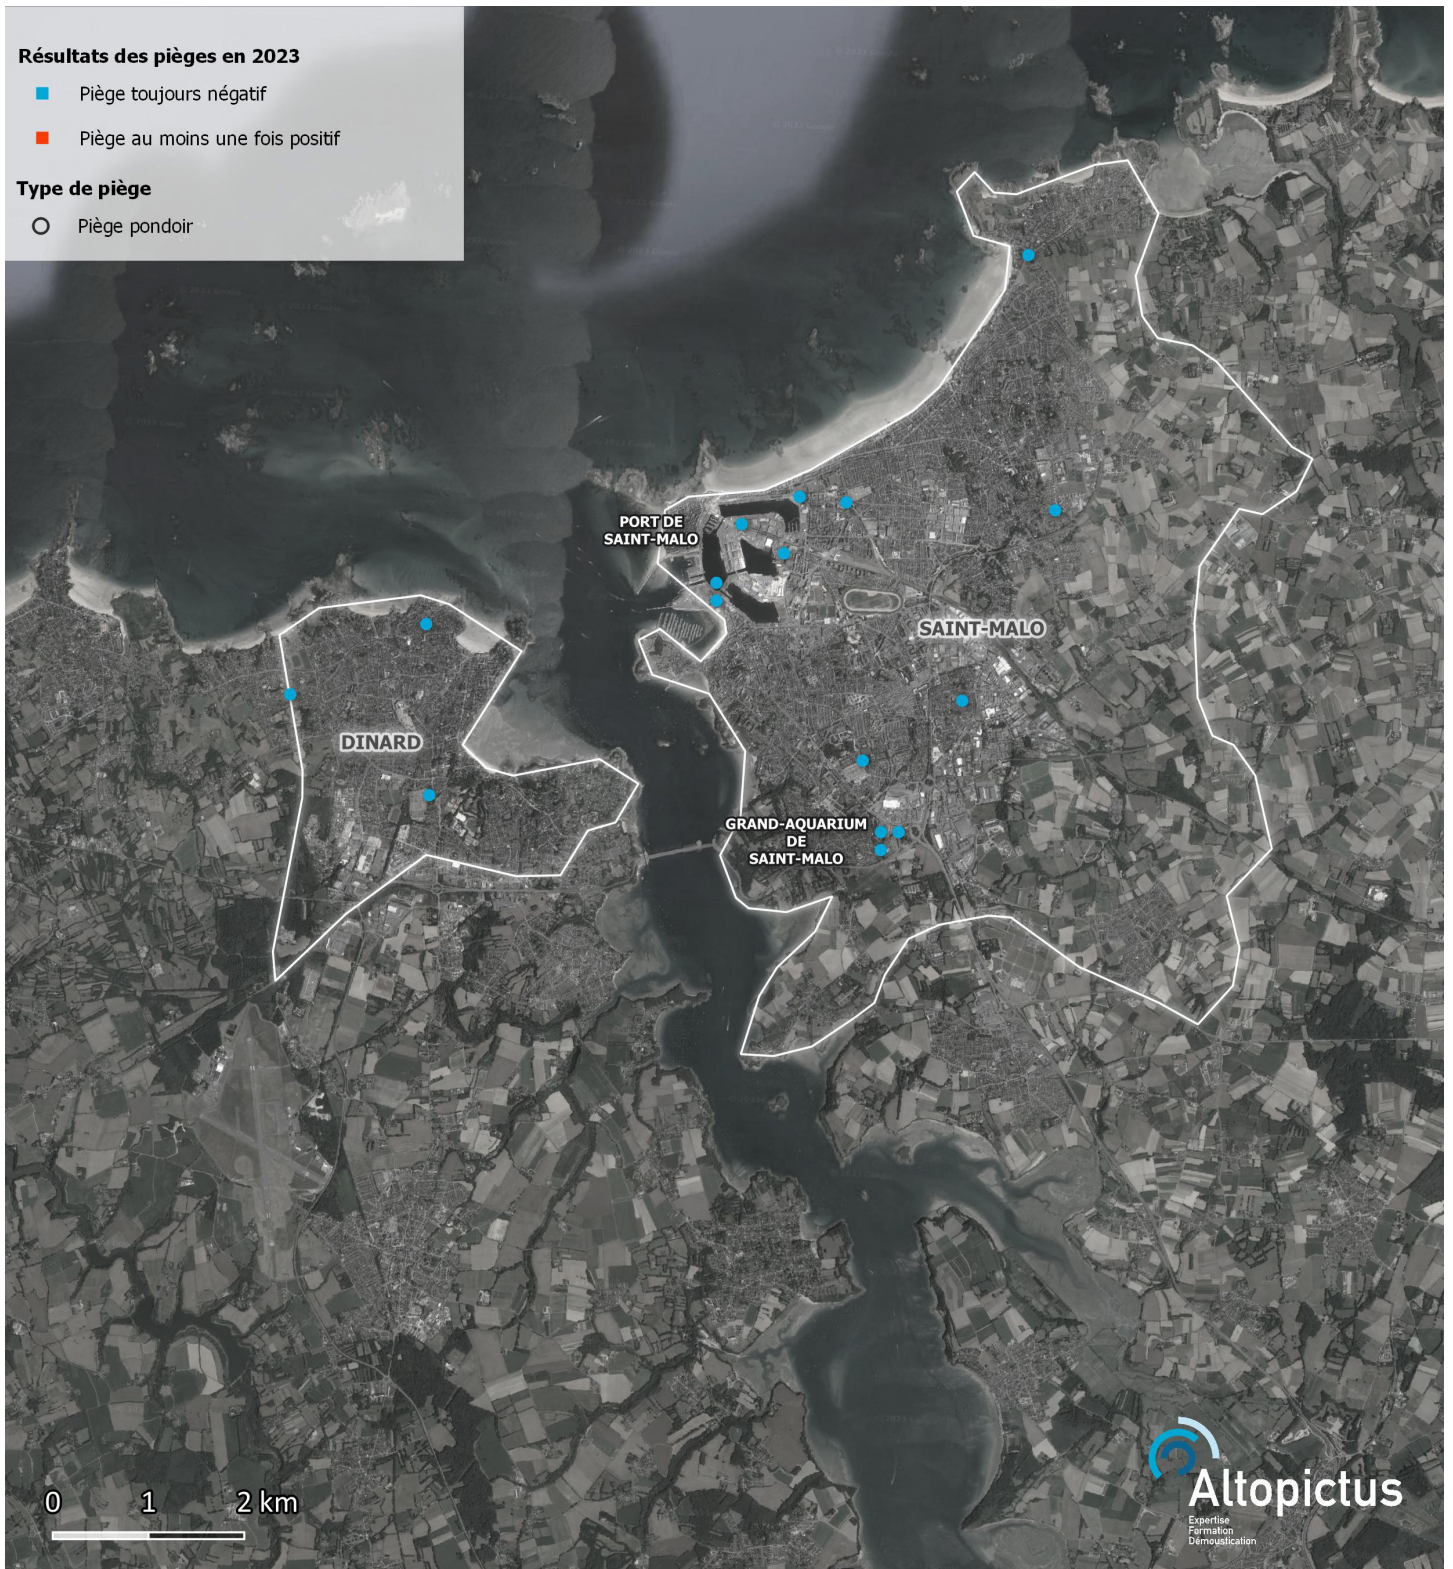 Résultats des pièges en 2023
Piège toujours négatif
Piège au moins une fois positif
Type de piège
Piège pondoir
PORT DE
SAINT-MALO
SAINT-MALO
DINARD
GRAND-AQUARIUM
DE
SAINT-MALO
0 1 2 km
Altopictus
Expertise
Formation
Démoustication